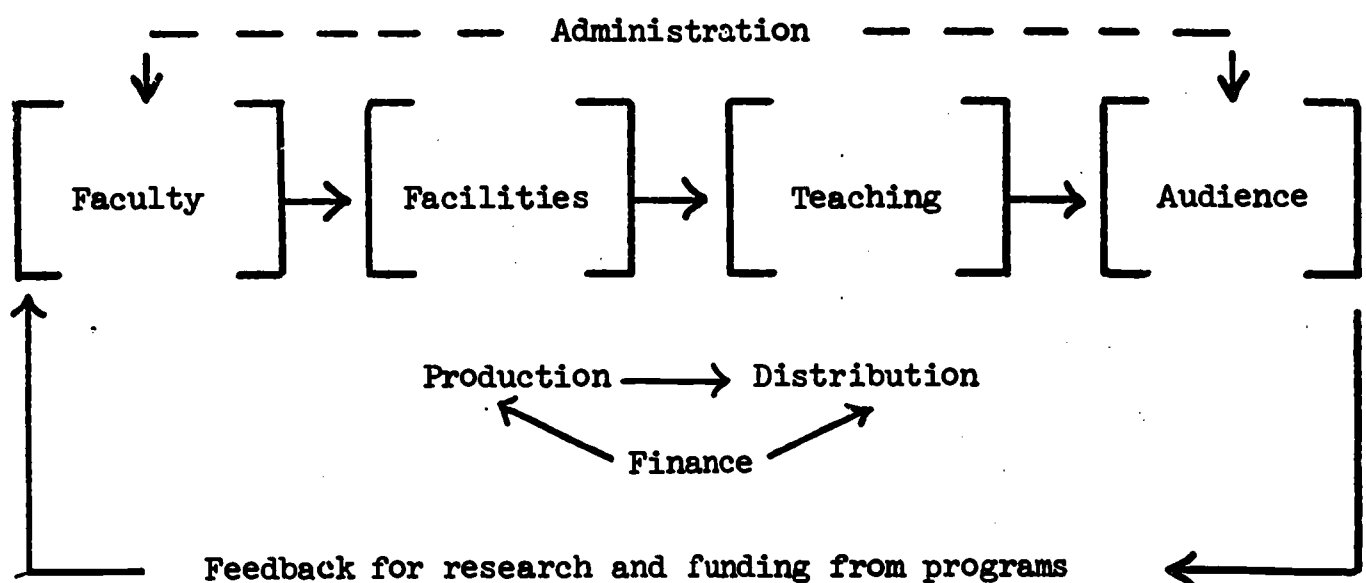 Administration
Faculty Facilities Teaching Audience
Production Distribution
Finance
Feedback for research and funding from programs